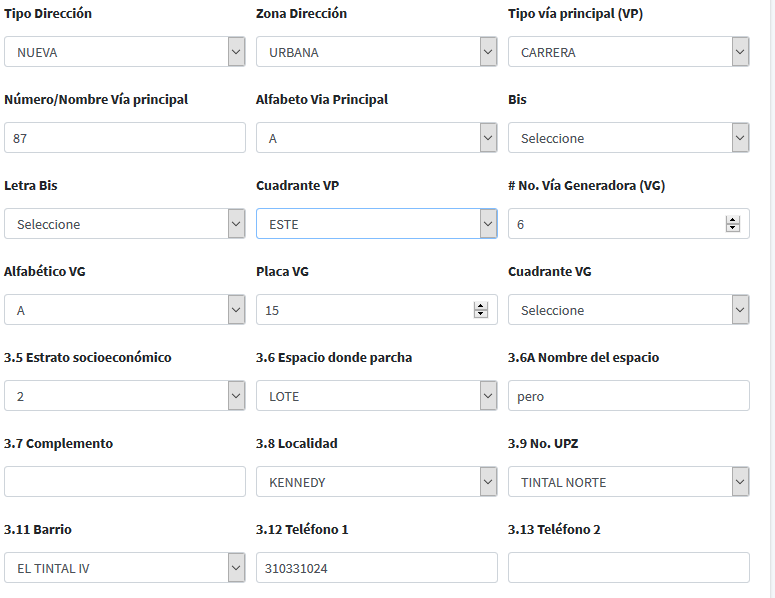 Tipo Dirección Zona Dirección Tipo vía principal (VP)
NUEVA URBANA CARRERA
Número/Nombre Vía principal Alfabeto Via Principal Bis
87 A Seleccione
Letra Bis Cuadrante VP # No. Vía Generadora (VG)
Seleccione ESTE 6
Alfabético VG Placa VG Cuadrante VG
A 15 Seleccione
3.5 Estrato socioeconómico 3.6 Espacio donde parcha 3.6A Nombre del espacio
2 LOTE pero
3.7 Complemento 3.8 Localidad 3.9 No. UPZ
KENNEDY TINTAL NORTE
3.11 Barrio 3.12 Teléfono 1 3.13 Teléfono 2
EL TINTAL IV 310331024